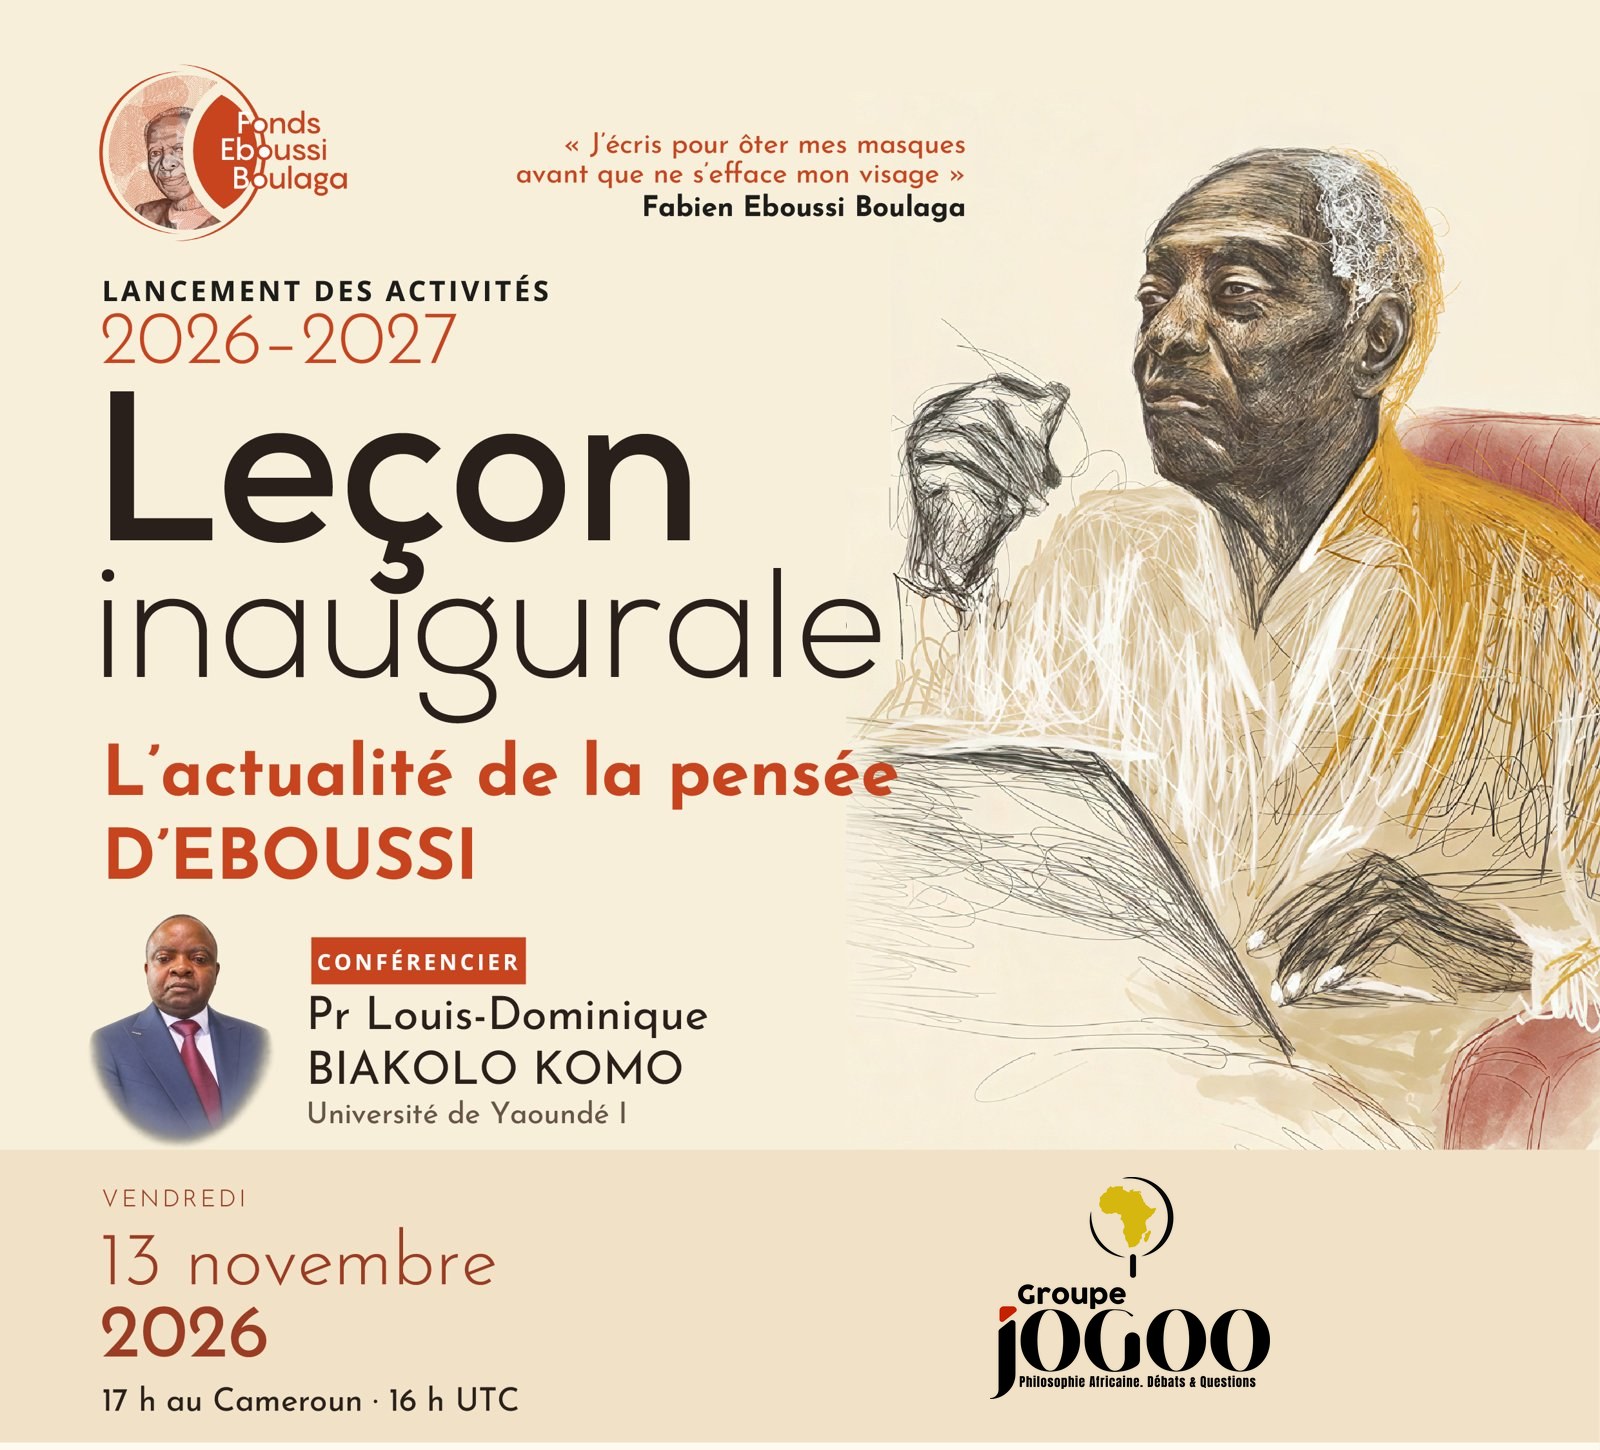 Fonds
Eboussi
Boulaga
« J’écris pour ôter mes masques
avant que ne s’efface mon visage »
Fabien Eboussi Boulaga
LANCEMENT DES ACTIVITÉS
2026–2027
Leçon
inaugurale
L’actualité de la pensée
D’EBOUSSI
CONFÉRENCIER
Pr Louis-Dominique
BIAKOLO KOMO
Université de Yaoundé I
VENDREDI
13 novembre
2026
17 h au Cameroun · 16 h UTC
Groupe
jOGOO
Philosophie Africaine. Débats & Questions